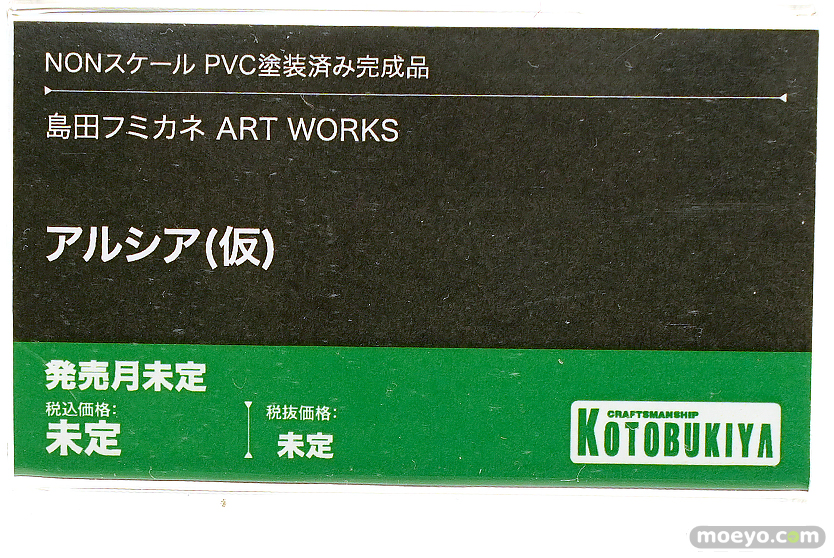 NONスケール PVC塗装済み完成品
島田フミカネ ART WORKS
アルシア(仮)
発売月未定
税込価格:
未定
税抜価格:
未定
CRAFTSMANSHIP
KOTOBUKIYA
moeyo.com